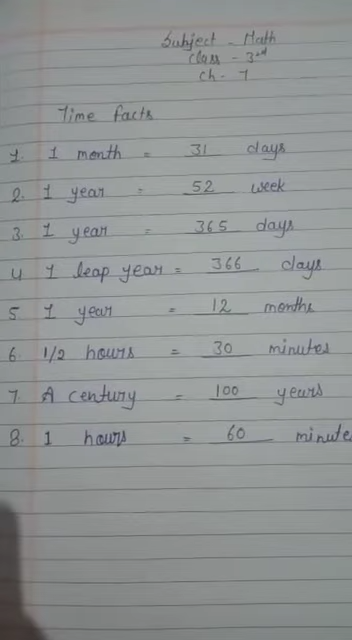 Subject - Math
Class - 3rd
Ch - 7
Time facts
1. 1 month = 31 days
2. 1 year = 52 week
3. 1 year = 365 days
4 1 leap year = 366 days
5. 1 year = 12 months
6. 1/2 hours = 30 minutes
7. A century = 100 years
8. 1 hours = 60 minute